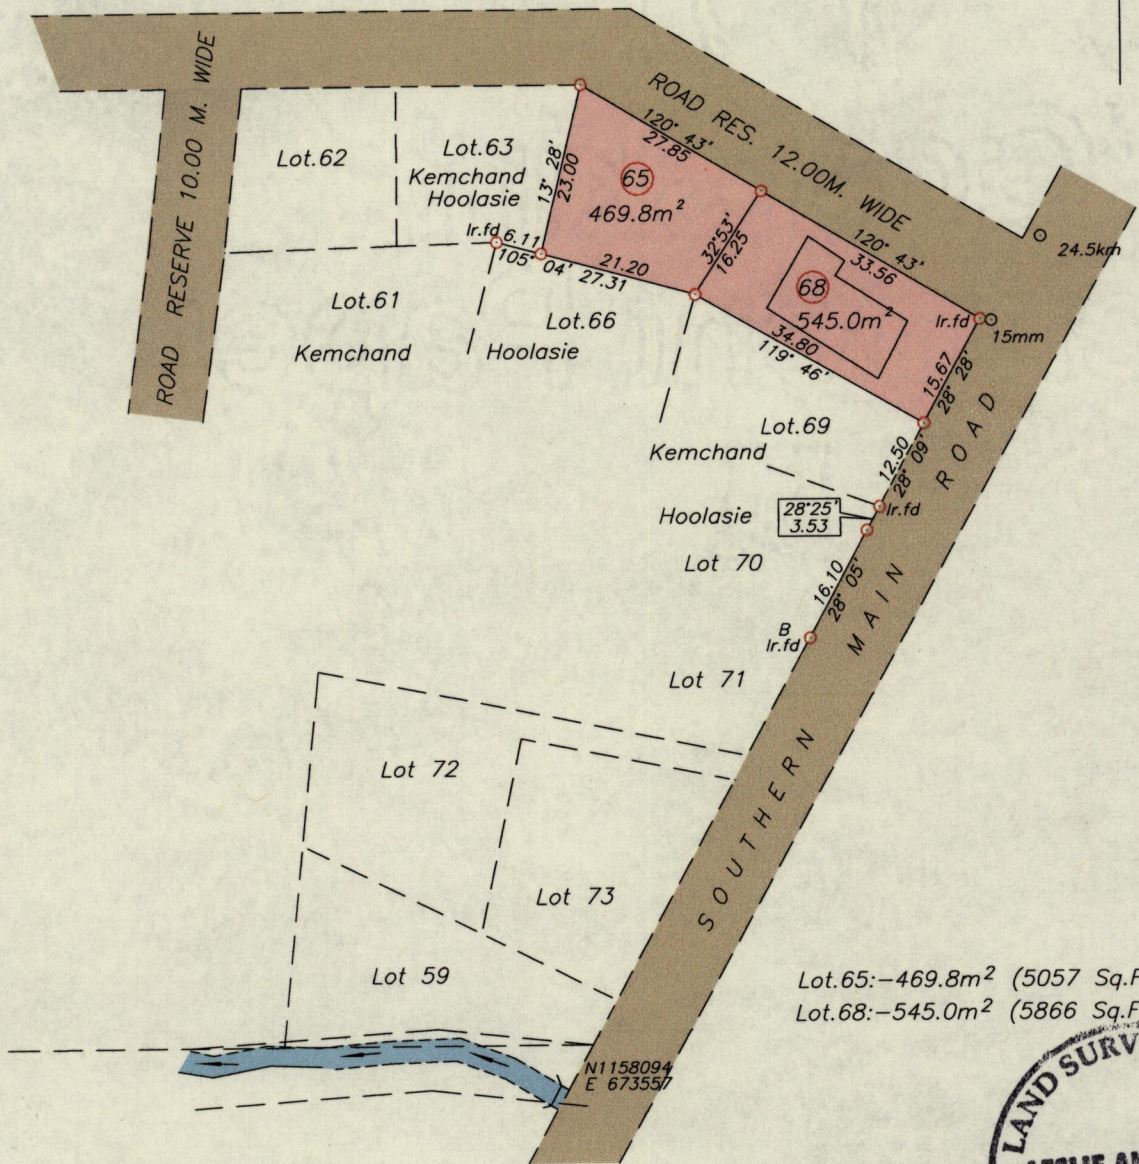 ROAD RESERVE 10.00 M. WIDE
ROAD RES. 12.00M. WIDE
Lot.62
Lot.63
Kemchand
Hoolasie
13° 28'
23.00
120° 43'
27.85
65
469.8m²
32°53'
16.25
120° 43'
33.56
24.5km
Ir.fd
6.11
105° 04'
21.20
27.31
68
545.0m²
Ir.fd
15mm
Lot.61
Lot.66
Kemchand
Hoolasie
34.80
119° 46'
15.67
28° 28'
Lot.69
Kemchand
12.50
28° 09'
Hoolasie
28°25'
3.53
Ir.fd
Lot 70
16.10
28° 05'
B
Ir.fd
Lot 71
SOUTHERN MAIN ROAD
Lot 72
Lot 73
Lot 59
Lot.65:-469.8m² (5057 Sq.F
Lot.68:-545.0m² (5866 Sq.F
N1158094
E 673557
LAND SURV